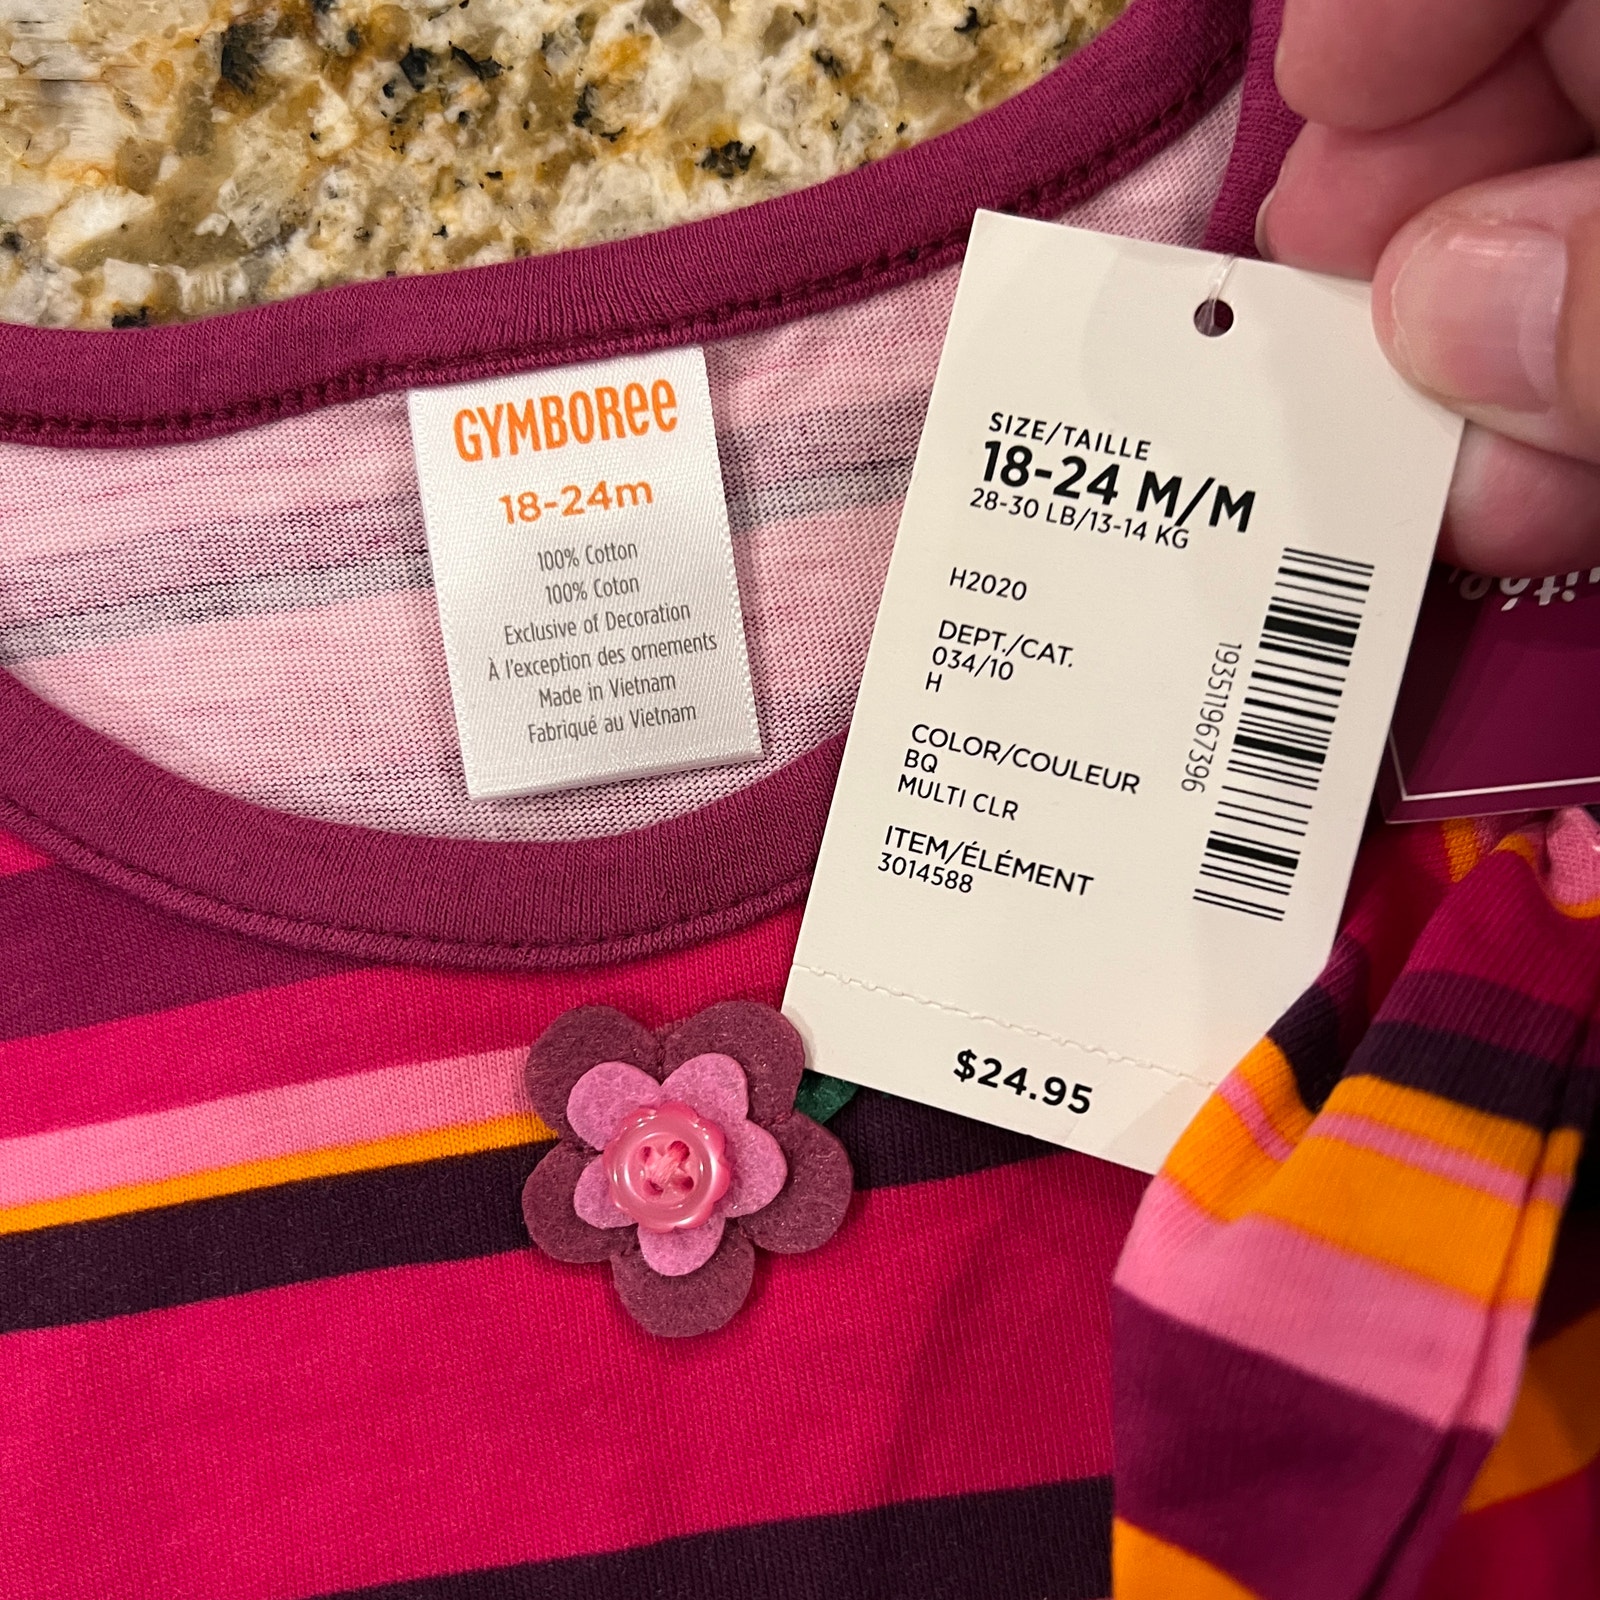 GYMBOREE
18-24m
100% Cotton
100% Coton
Exclusive of Decoration
À l'exception des ornements
Made in Vietnam
Fabriqué au Vietnam
SIZE/TAILLE
18-24 M/M
28-30 LB/13-14 KG
H2020
DEPT./CAT.
034/10
H
COLOR/COULEUR
BQ
MULTI CLR
ITEM/ÉLÉMENT
3014588
193511967396
$24.95